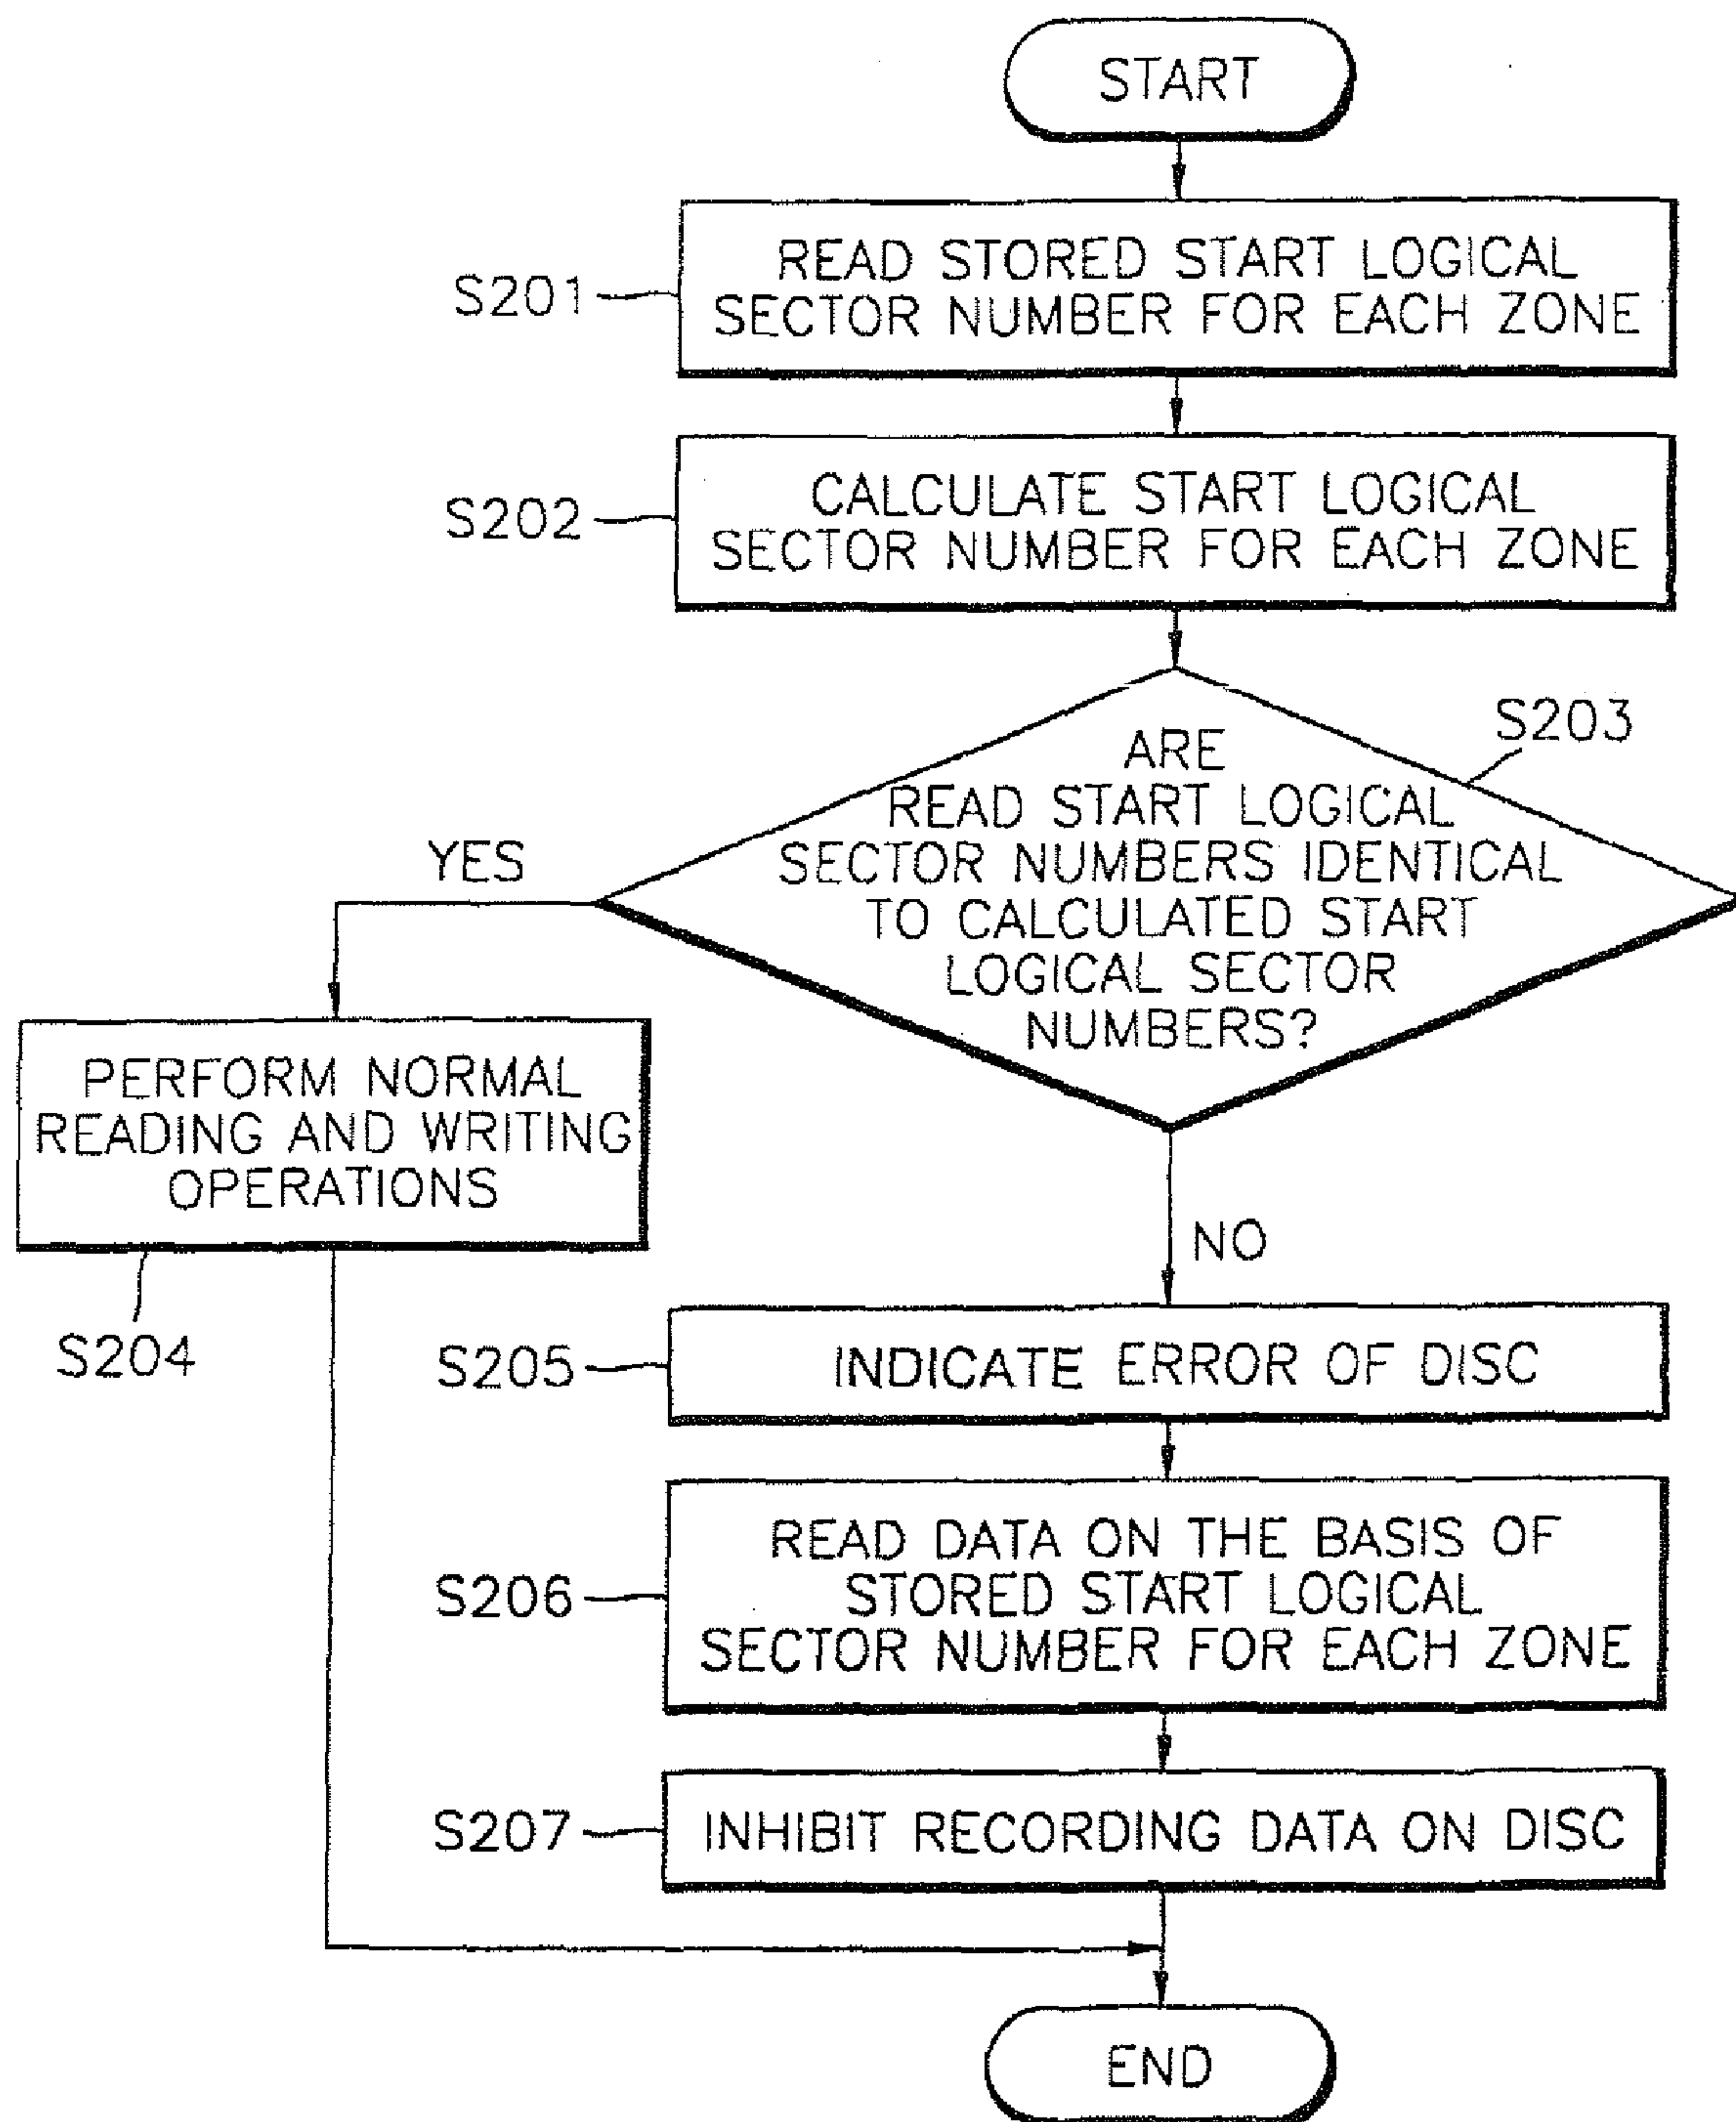 START
S201
READ STORED START LOGICAL
SECTOR NUMBER FOR EACH ZONE
S202
CALCULATE START LOGICAL
SECTOR NUMBER FOR EACH ZONE
S203
ARE
READ START LOGICAL
SECTOR NUMBERS IDENTICAL
TO CALCULATED START
LOGICAL SECTOR
NUMBERS?
YES
PERFORM NORMAL
READING AND WRITING
OPERATIONS
S204
NO
S205
INDICATE ERROR OF DISC
S206
READ DATA ON THE BASIS OF
STORED START LOGICAL
SECTOR NUMBER FOR EACH ZONE
S207
INHIBIT RECORDING DATA ON DISC
END